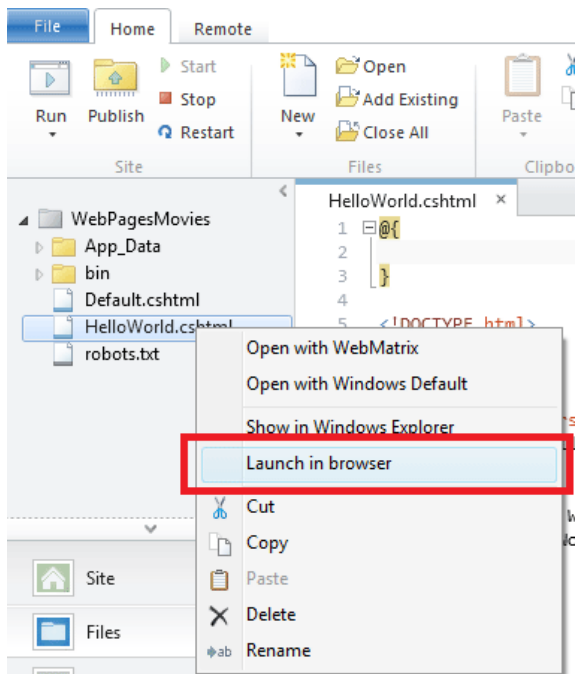 File Home Remote
Start
Stop
Restart
Run Publish
Site
New
Open
Add Existing
Close All
Files
Paste
WebPagesMovies
App_Data
bin
Default.cshtml
HelloWorld.cshtml
robots.txt
HelloWorld.cshtml ×
1 @{
2
3 }
4
5 <!DOCTYPE html>
Open with WebMatrix
Open with Windows Default
Show in Windows Explorer
Launch in browser
Cut
Copy
Paste
Delete
Rename
Site
Files